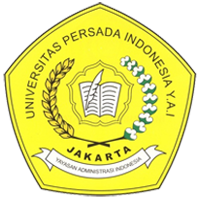 UNIVERSITAS PERSADA INDONESIA Y.A.I
JAKARTA
YAYASAN ADMINISTRASI INDONESIA